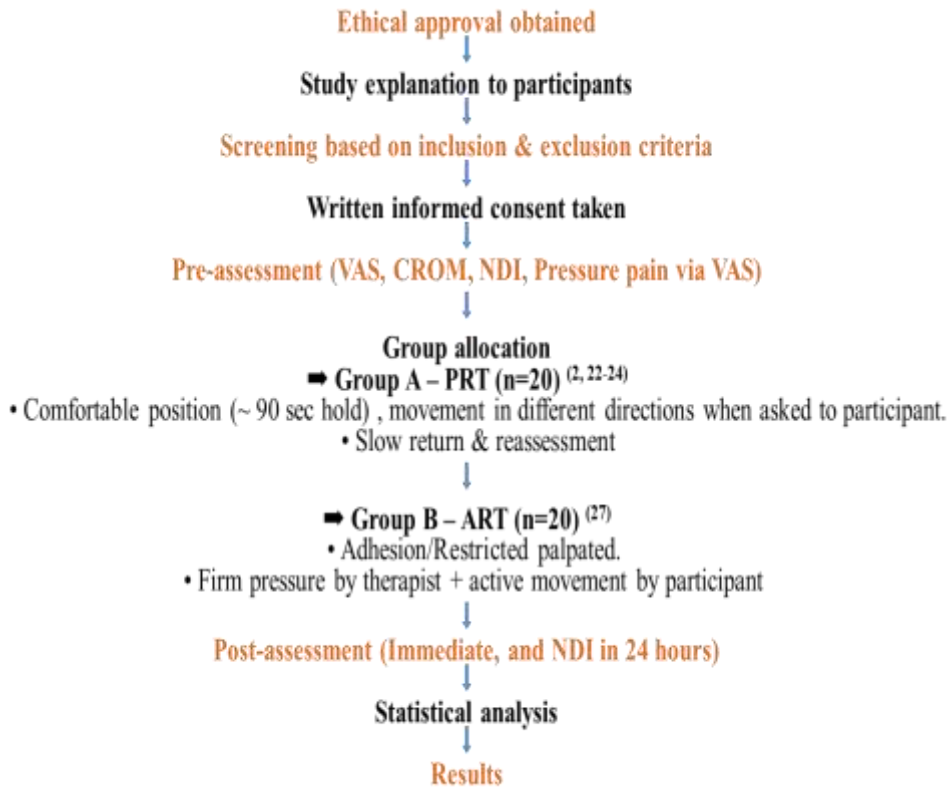 Ethical approval obtained
Study explanation to participants
Screening based on inclusion & exclusion criteria
Written informed consent taken
Pre-assessment (VAS, CROM, NDI, Pressure pain via VAS)
Group allocation
➡ Group A – PRT (n=20) (2, 22-24)
• Comfortable position (~ 90 sec hold) , movement in different directions when asked to participant.
• Slow return & reassessment
➡ Group B – ART (n=20) (27)
• Adhesion/Restricted palpated.
• Firm pressure by therapist + active movement by participant
Post-assessment (Immediate, and NDI in 24 hours)
Statistical analysis
Results